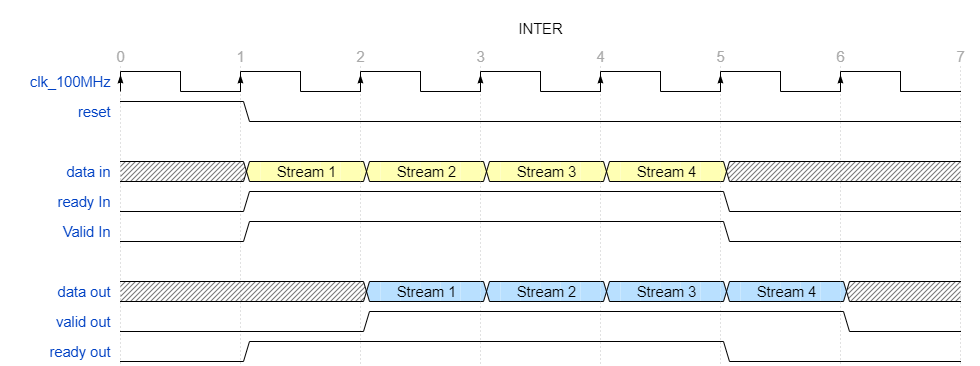 INTER
0 1 2 3 4 5 6 7
clk_100MHz
reset
data in Stream 1 Stream 2 Stream 3 Stream 4
ready In
Valid In
data out Stream 1 Stream 2 Stream 3 Stream 4
valid out
ready out